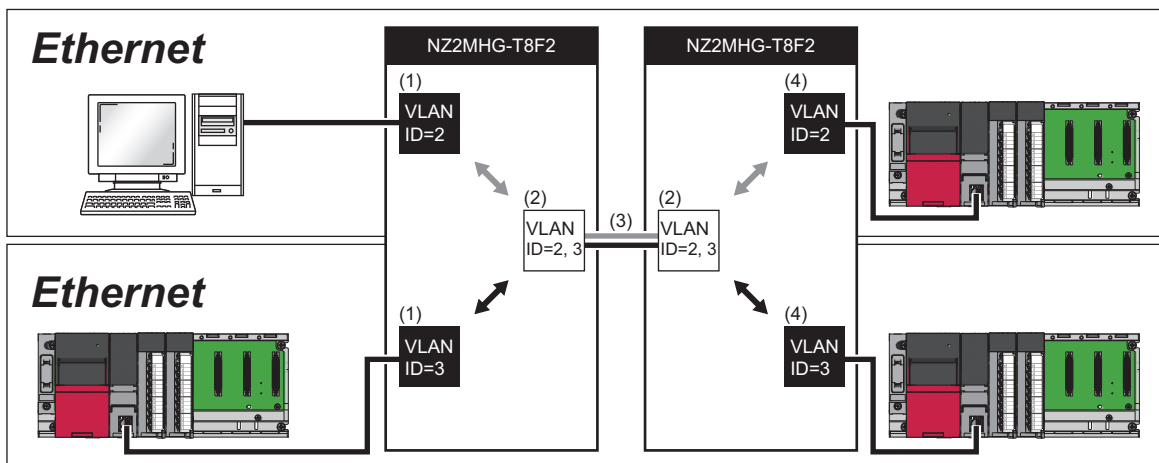 Ethernet
NZ2MHG-T8F2
NZ2MHG-T8F2
(1)
VLAN
ID=2
(4)
VLAN
ID=2
(2)
VLAN
ID=2, 3
(3)
(2)
VLAN
ID=2, 3
Ethernet
(1)
VLAN
ID=3
(4)
VLAN
ID=3